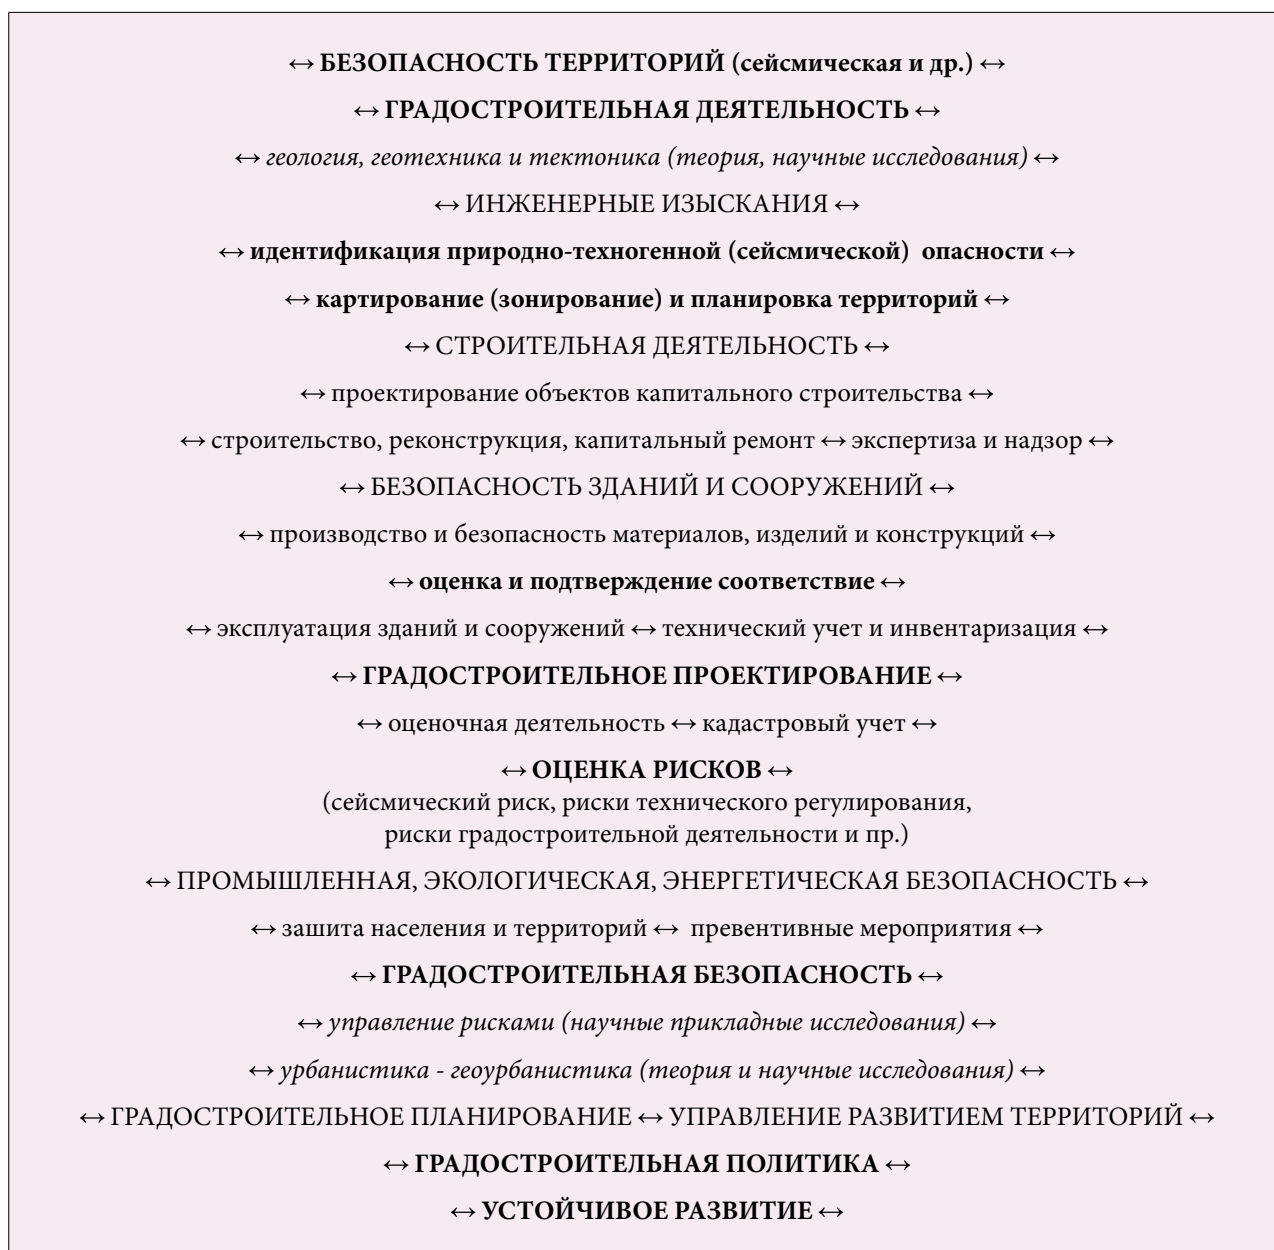 ↔ БЕЗОПАСНОСТЬ ТЕРРИТОРИЙ (сейсмическая и др.) ↔
↔ ГРАДОСТРОИТЕЛЬНАЯ ДЕЯТЕЛЬНОСТЬ ↔
↔ геология, геотехника и тектоника (теория, научные исследования) ↔
↔ ИНЖЕНЕРНЫЕ ИЗЫСКАНИЯ ↔
↔ идентификация природно-техногенной (сейсмической) опасности ↔
↔ картирование (зонирование) и планировка территорий ↔
↔ СТРОИТЕЛЬНАЯ ДЕЯТЕЛЬНОСТЬ ↔
↔ проектирование объектов капитального строительства ↔
↔ строительство, реконструкция, капитальный ремонт ↔ экспертиза и надзор ↔
↔ БЕЗОПАСНОСТЬ ЗДАНИЙ И СООРУЖЕНИЙ ↔
↔ производство и безопасность материалов, изделий и конструкций ↔
↔ оценка и подтверждение соответствие ↔
↔ эксплуатация зданий и сооружений ↔ технический учет и инвентаризация ↔
↔ ГРАДОСТРОИТЕЛЬНОЕ ПРОЕКТИРОВАНИЕ ↔
↔ оценочная деятельность ↔ кадастровый учет ↔
↔ ОЦЕНКА РИСКОВ ↔
(сейсмический риск, риски технического регулирования,
риски градостроительной деятельности и пр.)
↔ ПРОМЫШЛЕННАЯ, ЭКОЛОГИЧЕСКАЯ, ЭНЕРГЕТИЧЕСКАЯ БЕЗОПАСНОСТЬ ↔
↔ зашита населения и территорий ↔ превентивные мероприятия ↔
↔ ГРАДОСТРОИТЕЛЬНАЯ БЕЗОПАСНОСТЬ ↔
↔ управление рисками (научные прикладные исследования) ↔
↔ урбанистика - геоурбанистика (теория и научные исследования) ↔
↔ ГРАДОСТРОИТЕЛЬНОЕ ПЛАНИРОВАНИЕ ↔ УПРАВЛЕНИЕ РАЗВИТИЕМ ТЕРРИТОРИЙ ↔
↔ ГРАДОСТРОИТЕЛЬНАЯ ПОЛИТИКА ↔
↔ УСТОЙЧИВОЕ РАЗВИТИЕ ↔